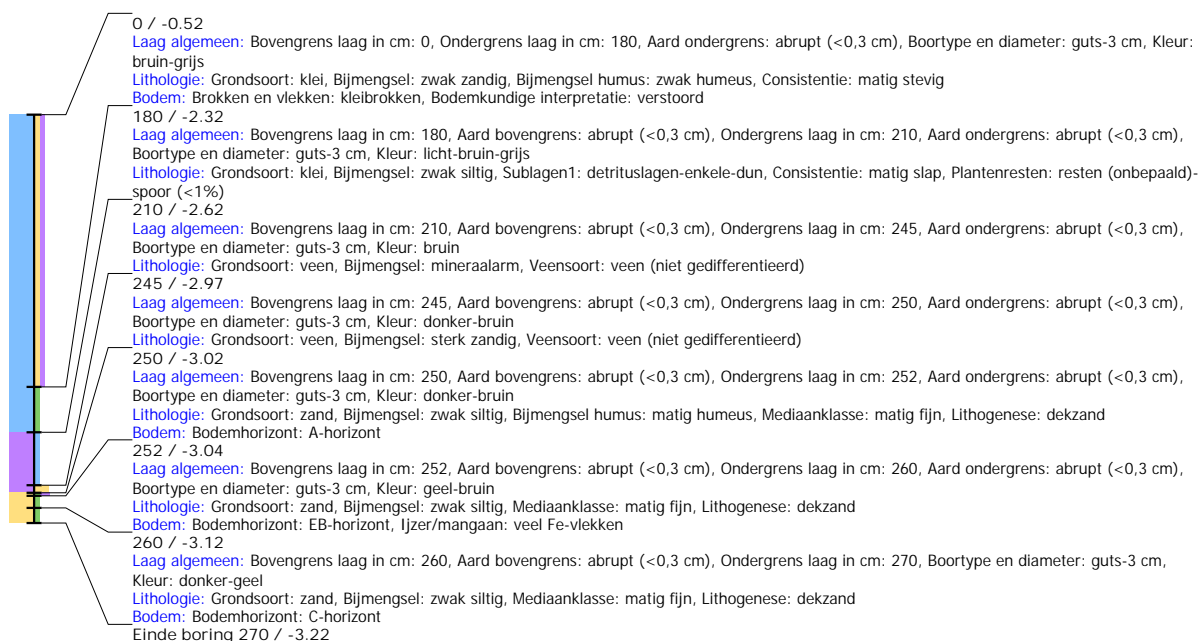 0 / -0.52
Laag algemeen: Bovengrens laag in cm: 0, Ondergrens laag in cm: 180, Aard ondergrens: abrupt (<0,3 cm), Boortype en diameter: guts-3 cm, Kleur:
bruin-grijs
Lithologie: Grondsoort: klei, Bijmengsel: zwak zandig, Bijmengsel humus: zwak humeus, Consistentie: matig stevig
Bodem: Brokken en vlekken: kleibrokken, Bodemkundige interpretatie: verstoord
180 / -2.32
Laag algemeen: Bovengrens laag in cm: 180, Aard bovengrens: abrupt (<0,3 cm), Ondergrens laag in cm: 210, Aard ondergrens: abrupt (<0,3 cm),
Boortype en diameter: guts-3 cm, Kleur: licht-bruin-grijs
Lithologie: Grondsoort: klei, Bijmengsel: zwak siltig, Sublagen1: detrituslagen-enkele-dun, Consistentie: matig slap, Plantenresten: resten (onbepaald)-
spoor (<1%)
210 / -2.62
Laag algemeen: Bovengrens laag in cm: 210, Aard bovengrens: abrupt (<0,3 cm), Ondergrens laag in cm: 245, Aard ondergrens: abrupt (<0,3 cm),
Boortype en diameter: guts-3 cm, Kleur: bruin
Lithologie: Grondsoort: veen, Bijmengsel: mineraalarm, Veensoort: veen (niet gedifferentieerd)
245 / -2.97
Laag algemeen: Bovengrens laag in cm: 245, Aard bovengrens: abrupt (<0,3 cm), Ondergrens laag in cm: 250, Aard ondergrens: abrupt (<0,3 cm),
Boortype en diameter: guts-3 cm, Kleur: donker-bruin
Lithologie: Grondsoort: veen, Bijmengsel: sterk zandig, Veensoort: veen (niet gedifferentieerd)
250 / -3.02
Laag algemeen: Bovengrens laag in cm: 250, Aard bovengrens: abrupt (<0,3 cm), Ondergrens laag in cm: 252, Aard ondergrens: abrupt (<0,3 cm),
Boortype en diameter: guts-3 cm, Kleur: donker-bruin
Lithologie: Grondsoort: zand, Bijmengsel: zwak siltig, Bijmengsel humus: matig humeus, Mediaanklasse: matig fijn, Lithogenese: dekzand
Bodem: Bodemhorizont: A-horizont
252 / -3.04
Laag algemeen: Bovengrens laag in cm: 252, Aard bovengrens: abrupt (<0,3 cm), Ondergrens laag in cm: 260, Aard ondergrens: abrupt (<0,3 cm),
Boortype en diameter: guts-3 cm, Kleur: geel-bruin
Lithologie: Grondsoort: zand, Bijmengsel: zwak siltig, Mediaanklasse: matig fijn, Lithogenese: dekzand
Bodem: Bodemhorizont: EB-horizont, Ijzer/mangaan: veel Fe-vlekken
260 / -3.12
Laag algemeen: Bovengrens laag in cm: 260, Aard bovengrens: abrupt (<0,3 cm), Ondergrens laag in cm: 270, Boortype en diameter: guts-3 cm,
Kleur: donker-geel
Lithologie: Grondsoort: zand, Bijmengsel: zwak siltig, Mediaanklasse: matig fijn, Lithogenese: dekzand
Bodem: Bodemhorizont: C-horizont
Einde boring 270 / -3.22